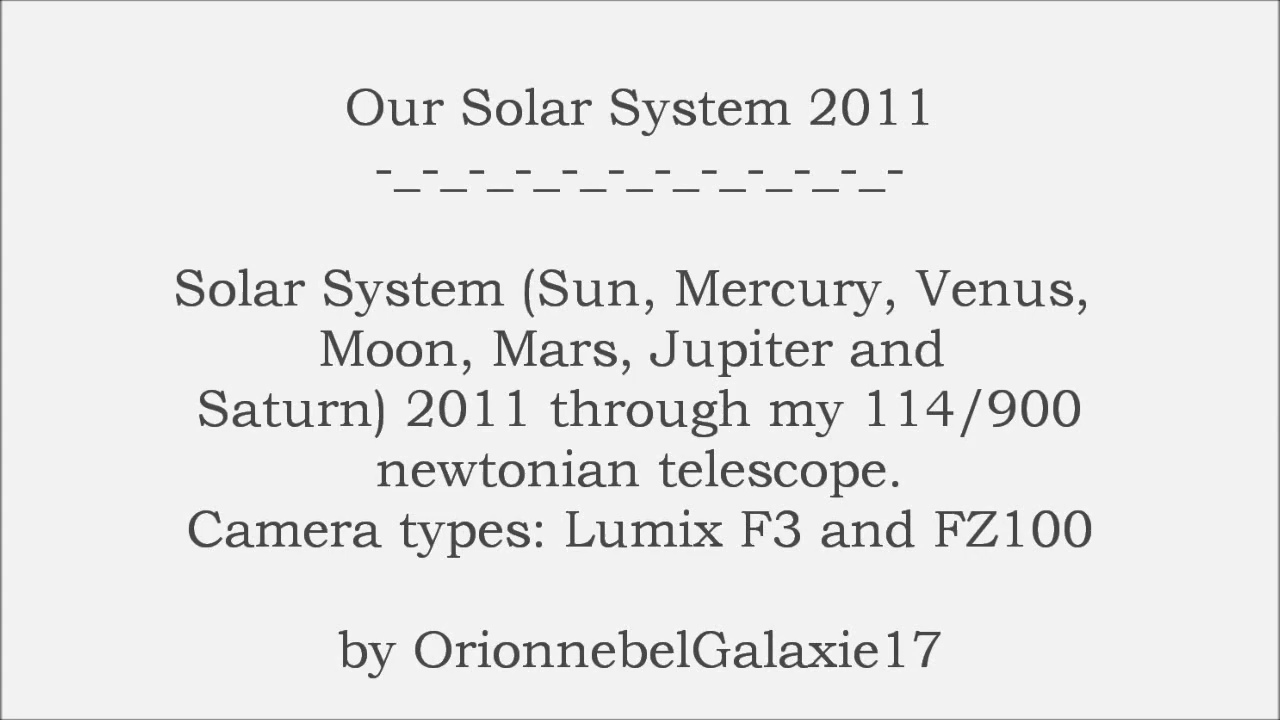 Our Solar System 2011
-_-_-_-_-_-_-_-_-_-_-_-
Solar System (Sun, Mercury, Venus,
Moon, Mars, Jupiter and
Saturn) 2011 through my 114/900
newtonian telescope.
Camera types: Lumix F3 and FZ100
by OrionnebelGalaxie17